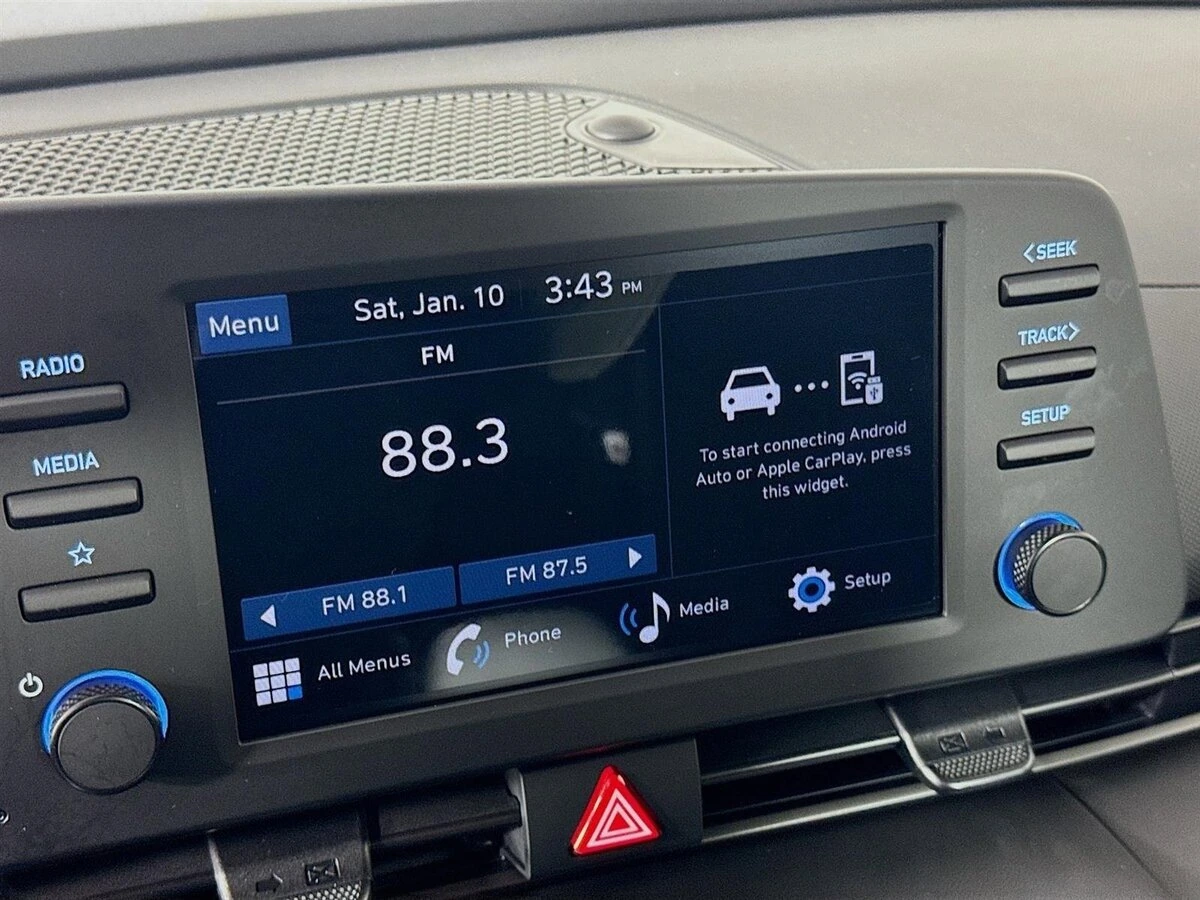 Menu
Sat, Jan. 10
3:43 PM
FM
88.3
FM 88.1
FM 87.5
To start connecting Android
Auto or Apple CarPlay, press
this widget.
All Menus
Phone
Media
Setup
RADIO
MEDIA
<SEEK
TRACK>
SETUP